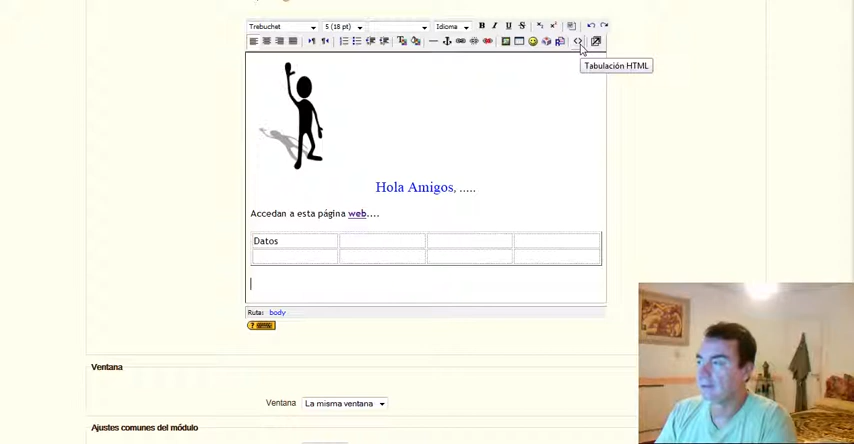 Trebuchet 5 (18 pt) Idioma B I U S
Tabulación HTML
Hola Amigos, .....
Accedan a esta página web....
Datos
Ruta: body
Ventana
Ventana La misma ventana
Ajustes comunes del módulo